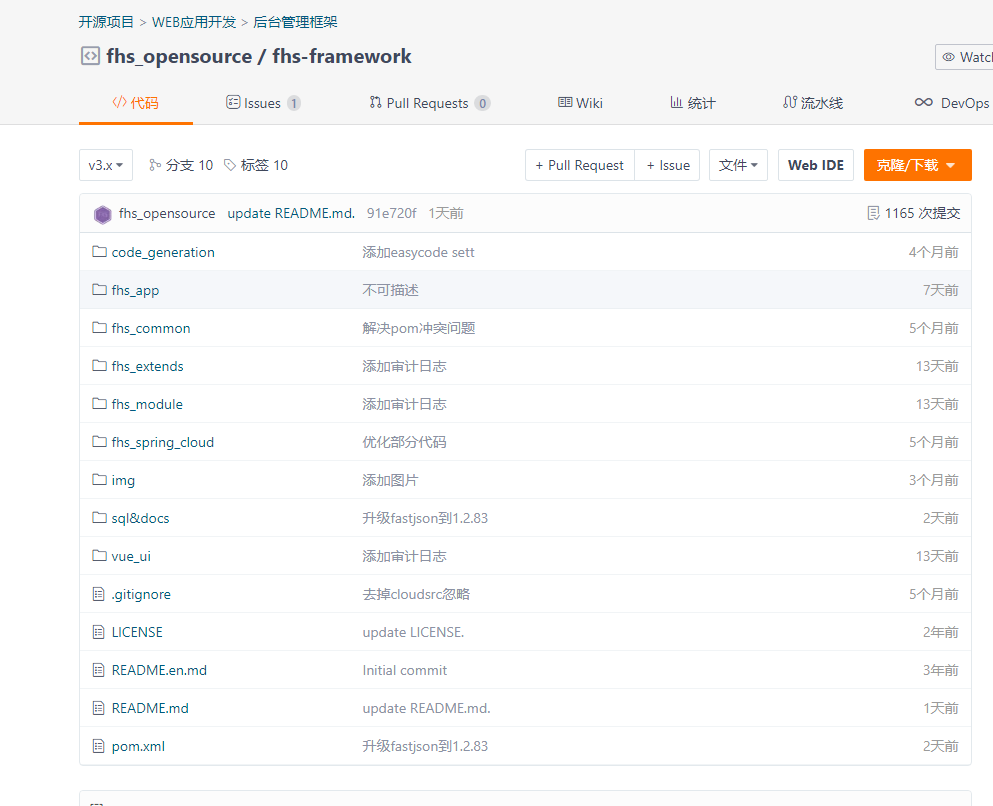 开源项目 > WEB应用开发 > 后台管理框架
fhs_opensource / fhs-framework
Watch
代码 Issues 1 Pull Requests 0 Wiki 统计 流水线 DevOps
v3.x 分支 10 标签 10 + Pull Request + Issue 文件 Web IDE 克隆/下载
fhs_opensource update README.md. 91e720f 1天前 1165 次提交
code_generation 添加easycode sett 4个月前
fhs_app 不可描述 7天前
fhs_common 解决pom冲突问题 5个月前
fhs_extends 添加审计日志 13天前
fhs_module 添加审计日志 13天前
fhs_spring_cloud 优化部分代码 5个月前
img 添加图片 3个月前
sql&docs 升级fastjson到1.2.83 2天前
vue_ui 添加审计日志 13天前
.gitignore 去掉cloudsrc忽略 5个月前
LICENSE update LICENSE. 2年前
README.en.md Initial commit 3年前
README.md update README.md. 1天前
pom.xml 升级fastjson到1.2.83 2天前